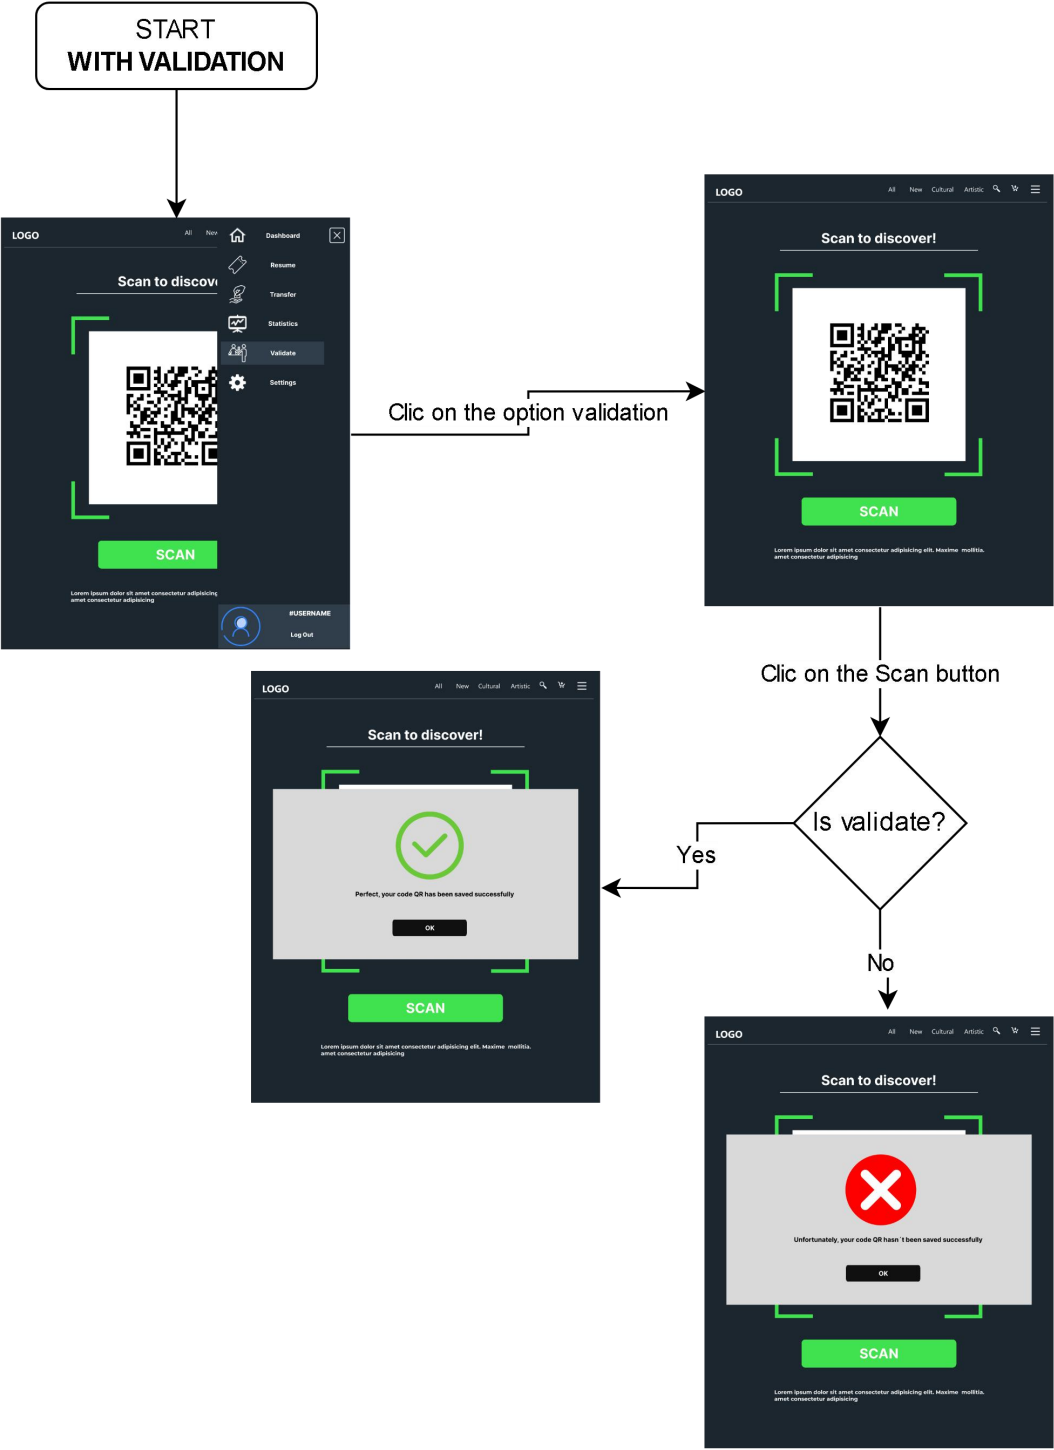 START
WITH VALIDATION
LOGO
All
New
Dashboard
Resume
Transfer
Statistics
Validate
Settings
Scan to discov
SCAN
Lorem ipsum dolor sit amet consectetur adipisicing
amet consectetur adipisicing
#USERNAME
Log Out
Clic on the option validation
LOGO
All New Cultural Artistic
Scan to discover!
SCAN
Lorem ipsum dolor sit amet consectetur adipisicing elit. Maxime mollitia.
amet consectetur adipisicing
Clic on the Scan button
Is validate?
Yes
No
LOGO
All New Cultural Artistic
Scan to discover!
Perfect, your code QR has been saved successfully
OK
SCAN
Lorem ipsum dolor sit amet consectetur adipisicing elit. Maxime mollitia.
amet consectetur adipisicing
LOGO
All New Cultural Artistic
Scan to discover!
Unfortunately, your code QR hasn´t been saved successfully
OK
SCAN
Lorem ipsum dolor sit amet consectetur adipisicing elit. Maxime mollitia.
amet consectetur adipisicing